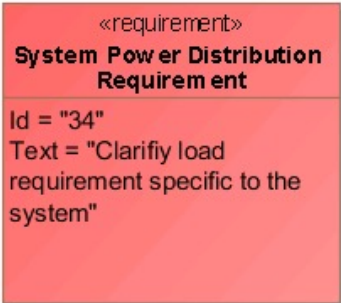 «requirement»
System Power Distribution
Requirement
Id = "34"
Text = "Clarifiy load
requirement specific to the
system"